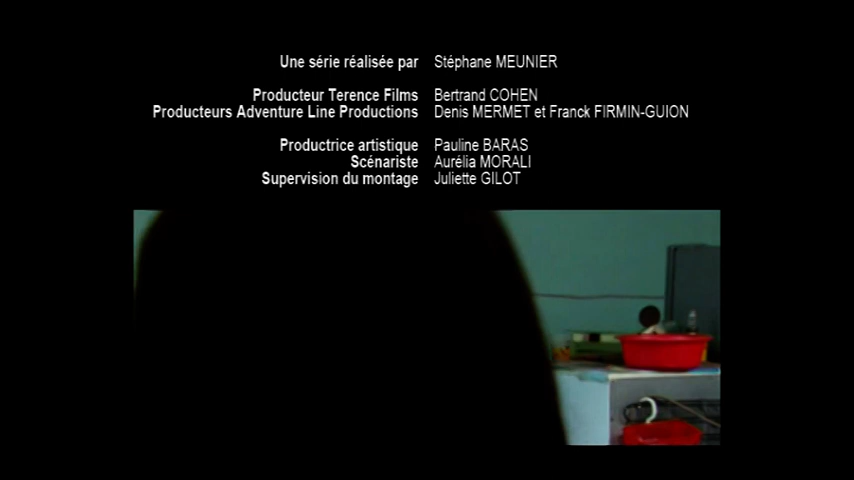 Une série réalisée par Stéphane MEUNIER
Producteur Terence Films Bertrand COHEN
Producteurs Adventure Line Productions Denis MERMET et Franck FIRMIN-GUION
Productrice artistique Pauline BARAS
Scénariste Aurélia MORALI
Supervision du montage Juliette GILOT